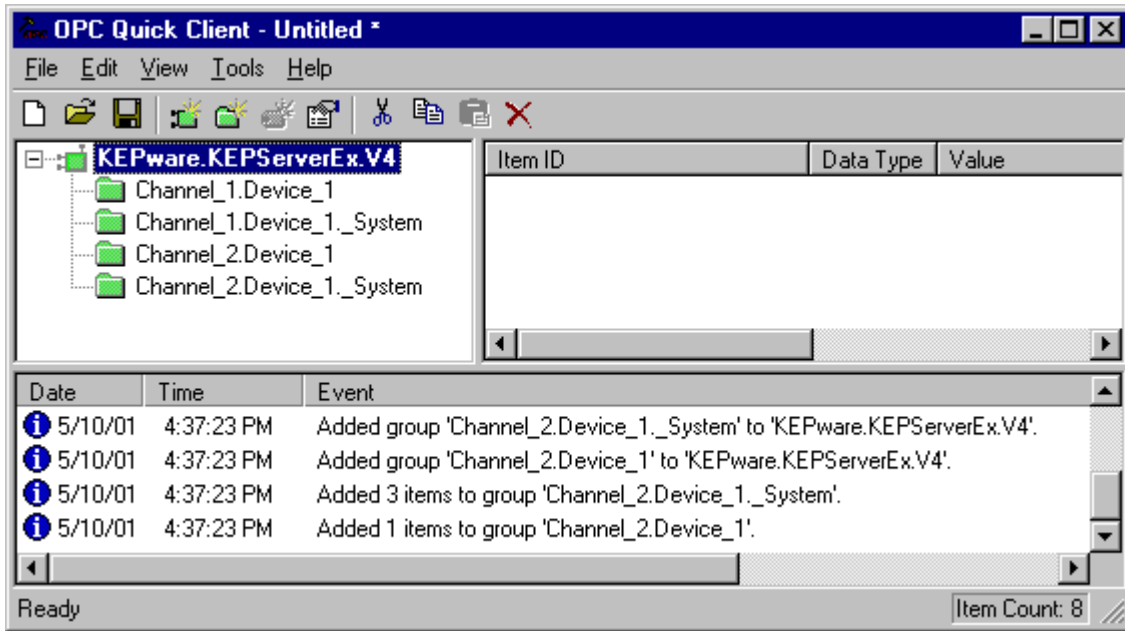 OPC Quick Client - Untitled *
File Edit View Tools Help
KEPware.KEPServerEx.V4
Channel_1.Device_1
Channel_1.Device_1._System
Channel_2.Device_1
Channel_2.Device_1._System
Item ID Data Type Value
Date Time Event
5/10/01 4:37:23 PM Added group 'Channel_2.Device_1._System' to 'KEPware.KEPServerEx.V4'.
5/10/01 4:37:23 PM Added group 'Channel_2.Device_1' to 'KEPware.KEPServerEx.V4'.
5/10/01 4:37:23 PM Added 3 items to group 'Channel_2.Device_1._System'.
5/10/01 4:37:23 PM Added 1 items to group 'Channel_2.Device_1'.
Ready Item Count: 8